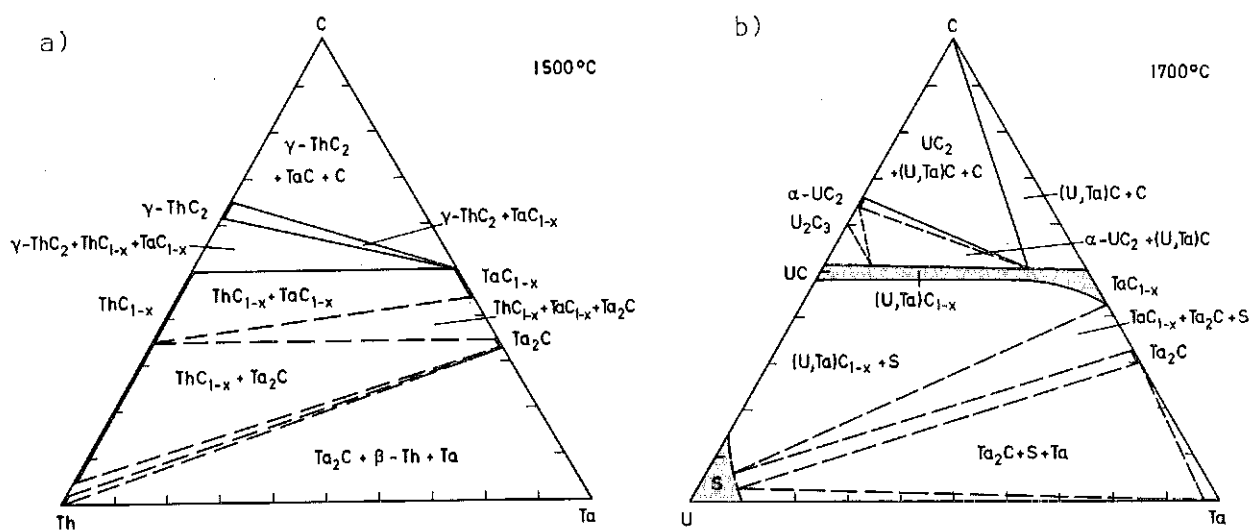 a)
C
1500°C
γ-ThC₂
+ TaC + C
γ-ThC₂
γ-ThC₂ + TaC₁₋ₓ
γ-ThC₂+ThC₁₋ₓ+TaC₁₋ₓ
TaC₁₋ₓ
ThC₁₋ₓ
ThC₁₋ₓ + TaC₁₋ₓ
ThC₁₋ₓ+TaC₁₋ₓ+Ta₂C
Ta₂C
ThC₁₋ₓ + Ta₂C
Ta₂C + β - Th + Ta
Th
Ta
b)
C
1700°C
UC₂
+(U,Ta)C + C
α-UC₂
(U,Ta)C + C
U₂C₃
α-UC₂ +(U,Ta)C
UC
TaC₁₋ₓ
(U,Ta)C₁₋ₓ
TaC₁₋ₓ + Ta₂C + S
Ta₂C
(U,Ta)C₁₋ₓ + S
Ta₂C + S + Ta
S
U
Ta